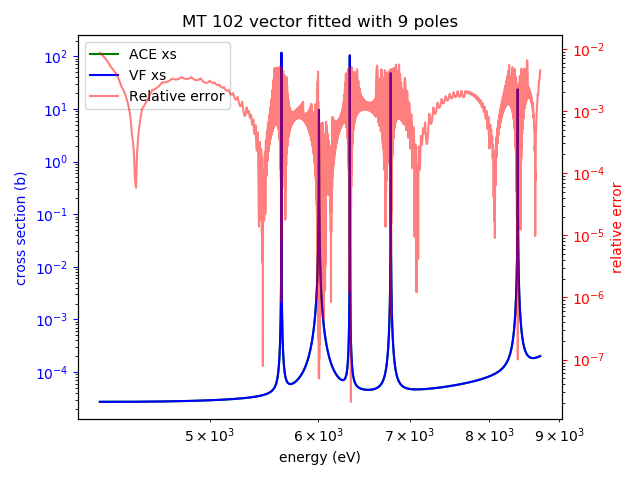 MT 102 vector fitted with 9 poles
ACE xs
VF xs
Relative error
cross section (b)
10²
10¹
10⁰
10⁻¹
10⁻²
10⁻³
10⁻⁴
10⁻²
10⁻³
10⁻⁴
10⁻⁵
10⁻⁶
10⁻⁷
relative error
5 × 10³ 6 × 10³ 7 × 10³ 8 × 10³ 9 × 10³
energy (eV)